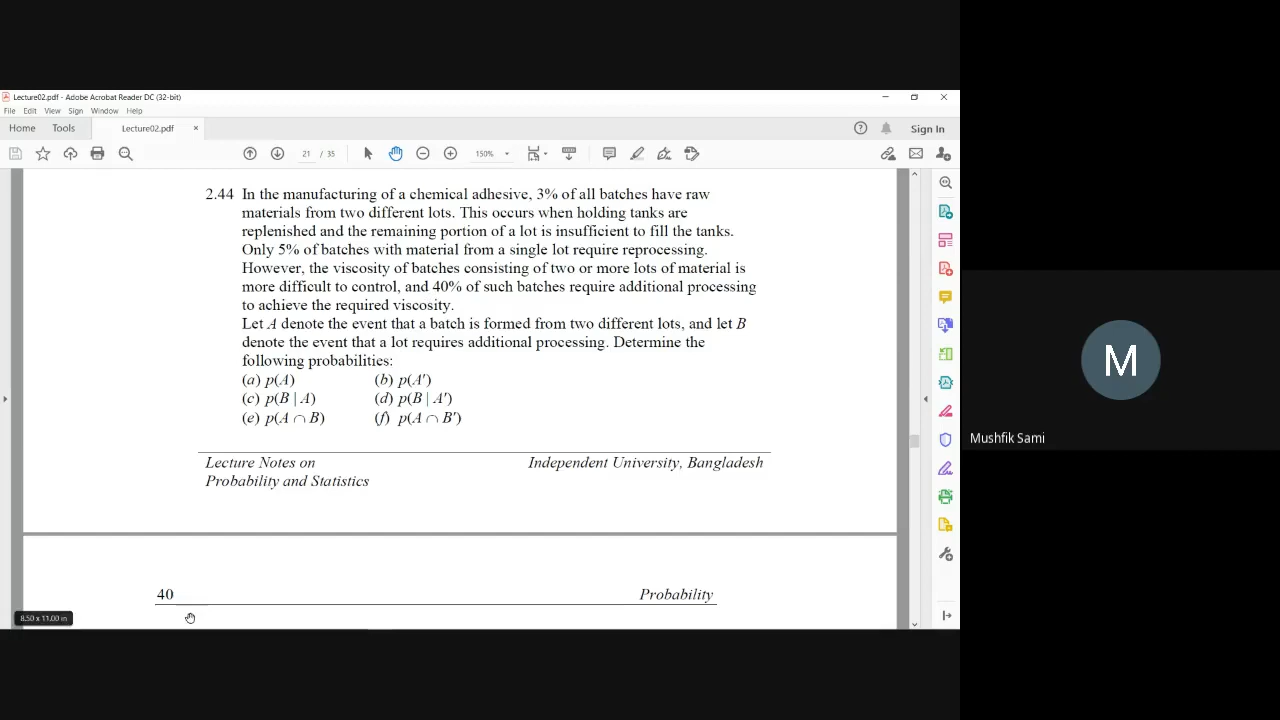 Lecture02.pdf - Adobe Acrobat Reader DC (32-bit)
File Edit View Sign Window Help
Home Tools Lecture02.pdf × Sign In
21 / 35 150%
2.44 In the manufacturing of a chemical adhesive, 3% of all batches have raw
materials from two different lots. This occurs when holding tanks are
replenished and the remaining portion of a lot is insufficient to fill the tanks.
Only 5% of batches with material from a single lot require reprocessing.
However, the viscosity of batches consisting of two or more lots of material is
more difficult to control, and 40% of such batches require additional processing
to achieve the required viscosity.
Let A denote the event that a batch is formed from two different lots, and let B
denote the event that a lot requires additional processing. Determine the
following probabilities:
(a) p(A) (b) p(A′)
(c) p(B | A) (d) p(B | A′)
(e) p(A ∩ B) (f) p(A ∩ B′)
Lecture Notes on Independent University, Bangladesh
Probability and Statistics
40 Probability
8.50 x 11.00 in
M
Mushfik Sami